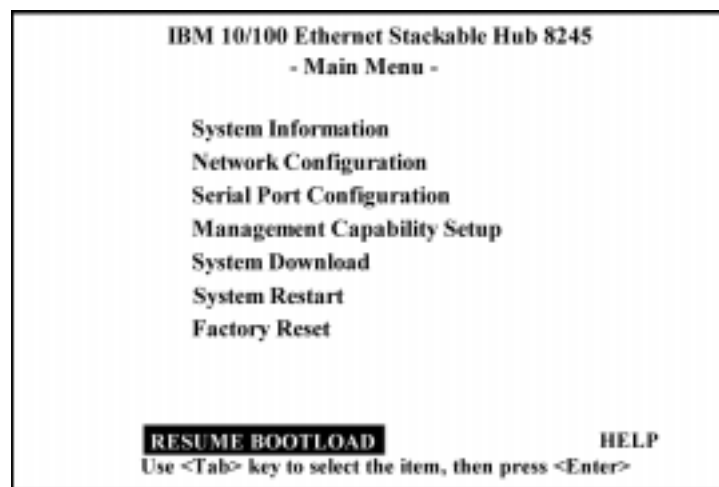 IBM 10/100 Ethernet Stackable Hub 8245
- Main Menu -
System Information
Network Configuration
Serial Port Configuration
Management Capability Setup
System Download
System Restart
Factory Reset
RESUME BOOTLOAD HELP
Use <Tab> key to select the item, then press <Enter>